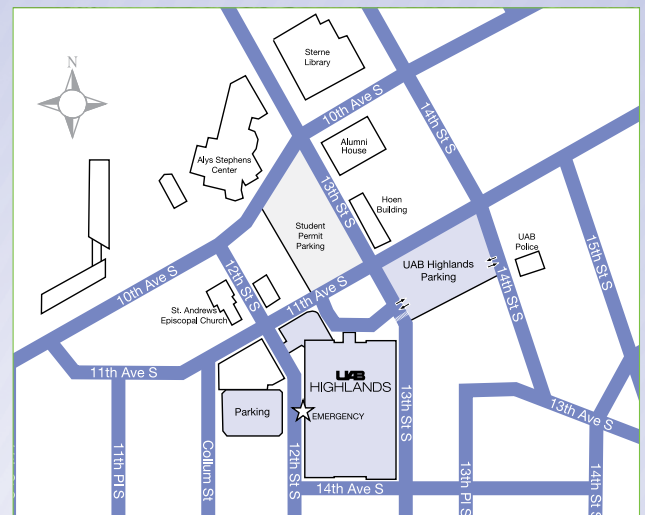 N
Sterne
Library
10th Ave S
14th St S
Alumni
House
Alys Stephens
Center
13th St S
Hoen
Building
Student
Permit
Parking
UAB
Police
15th St S
UAB Highlands
Parking
10th Ave S
12th St S
14th St S
11th Ave S
St. Andrews
Episcopal Church
11th Ave S
UAB
HIGHLANDS
Parking
EMERGENCY
13th St S
13th Ave S
11th Pl S
Collum St
12th St S
13th Pl S
14th St S
14th Ave S